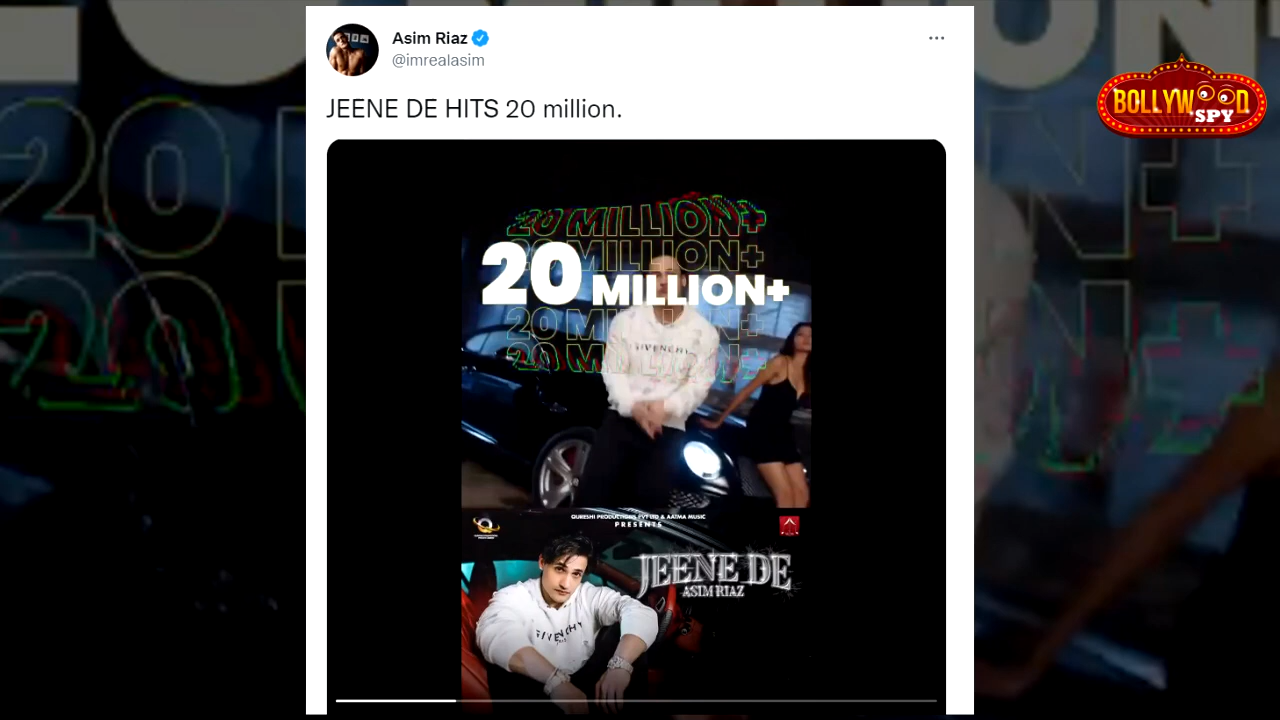 Asim Riaz
@imrealasim
JEENE DE HITS 20 million.
BOLLYWOOD
SPY
20 MILLION+
20 MILLION+
20 MILLION+
20 MILLION+
20 MILLION+
GIVENCHY
QURESHI PRODUCTIONS PVT LTD & AATMA MUSIC
PRESENTS
JEENE DE
ASIM RIAZ
GIVENCHY